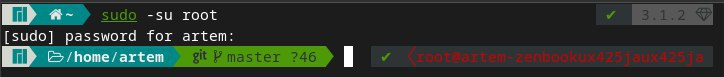 ~ sudo -su root ✔ 3.1.2
[sudo] password for artem:
/home/artem git master ?46 ✔ root@artem-zenbookux425jaux425ja